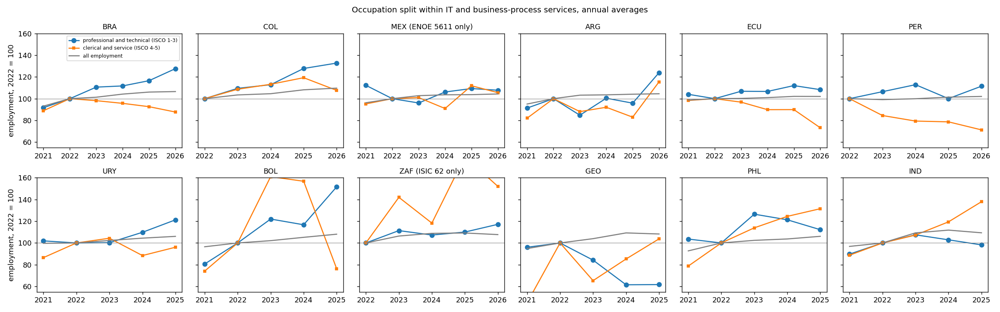 Occupation split within IT and business-process services, annual averages
BRA
COL
MEX (ENOE 5611 only)
ARG
ECU
PER
employment, 2022 = 100
160
140
120
100
80
60
professional and technical (ISCO 1-3)
clerical and service (ISCO 4-5)
all employment
2021 2022 2023 2024 2025 2026
2022 2023 2024 2025 2026
2021 2022 2023 2024 2025 2026
2021 2022 2023 2024 2025 2026
2021 2022 2023 2024 2025 2026
2022 2023 2024 2025 2026
URY
BOL
ZAF (ISIC 62 only)
GEO
PHL
IND
employment, 2022 = 100
160
140
120
100
80
60
2021 2022 2023 2024 2025
2021 2022 2023 2024 2025
2022 2023 2024 2025 2026
2021 2022 2023 2024 2025
2021 2022 2023 2024 2025
2021 2022 2023 2024 2025